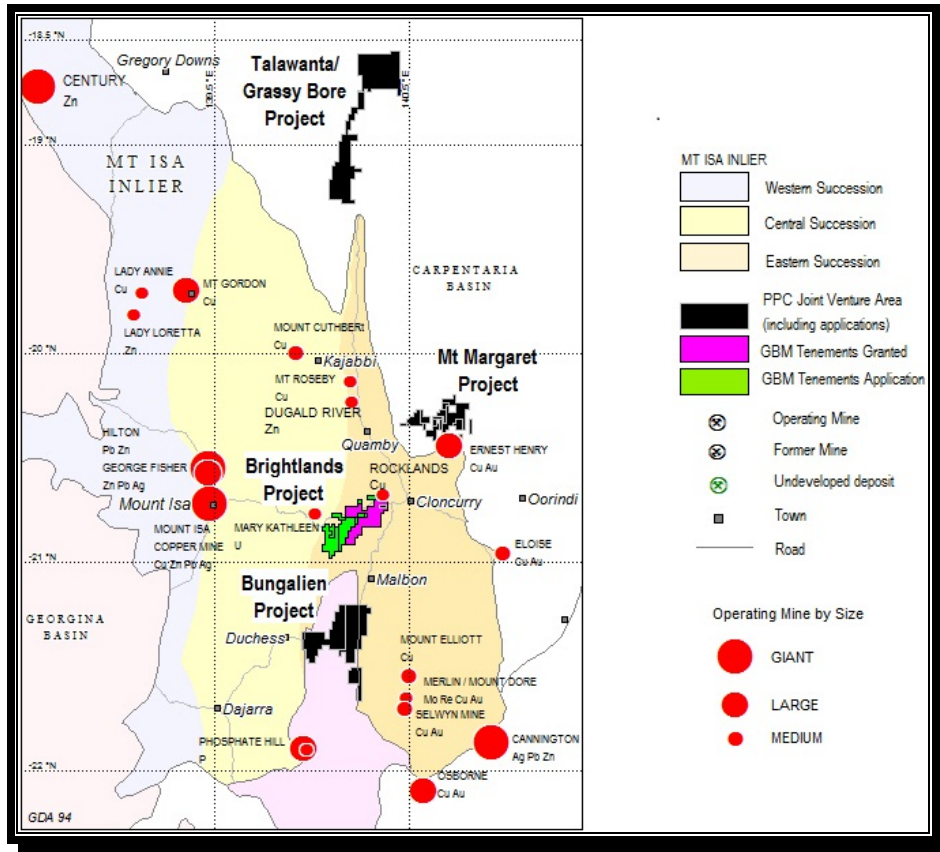 -18.5 °N
Gregory Downs
CENTURY
Zn
139.5 °E
Talawanta/
Grassy Bore
Project
140.5 °E
-19 °N
MT ISA
INLIER
LADY ANNIE
Cu
MT GORDON
Cu
LADY LORETTA
Zn
CARPENTARIA
BASIN
MOUNT CUTHBERT
Cu
-20 °N
Kajabbi
Mt Margaret
Project
MT ROSEBY
Cu
DUGALD RIVER
Zn
Quamby
HILTON
Pb Zn
GEORGE FISHER
Zn Pb Ag
Mount Isa
MOUNT ISA
COPPER MINE
Cu Zn Pb Ag
Brightlands
Project
ROCKLANDS
Cu
ERNEST HENRY
Cu Au
Cloncurry
Oorindi
MARY KATHLEEN
U
ELOISE
Cu Au
-21 °N
Bungalien
Project
Malbon
GEORGINA
BASIN
Duchess
MOUNT ELLIOTT
Cu
MERLIN / MOUNT DORE
Mo Re Cu Au
SELWYN MINE
Cu Au
Dajarra
PHOSPHATE HILL
P
CANNINGTON
Ag Pb Zn
-22 °N
OSBORNE
Cu Au
GDA 94
MT ISA INLIER
Western Succession
Central Succession
Eastern Succession
PPC Joint Venture Area
(including applications)
GBM Tenements Granted
GBM Tenements Application
Operating Mine
Former Mine
Undeveloped deposit
Town
Road
Operating Mine by Size
GIANT
LARGE
MEDIUM